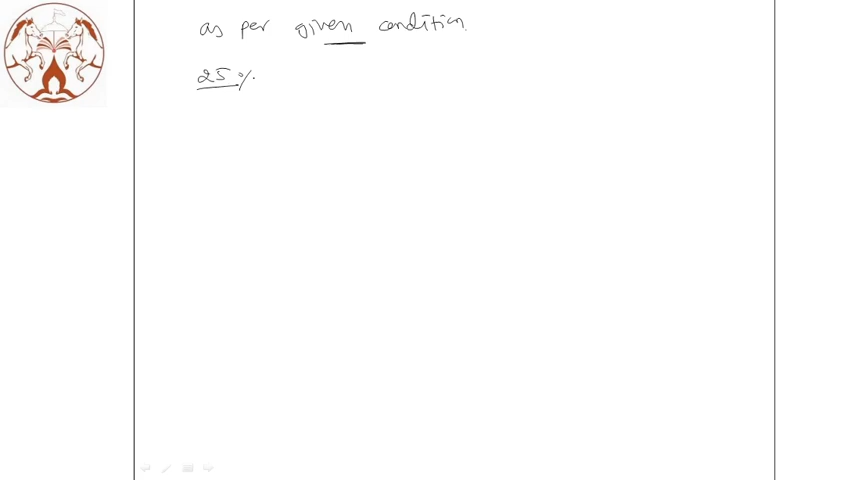 as per given condition.
25%